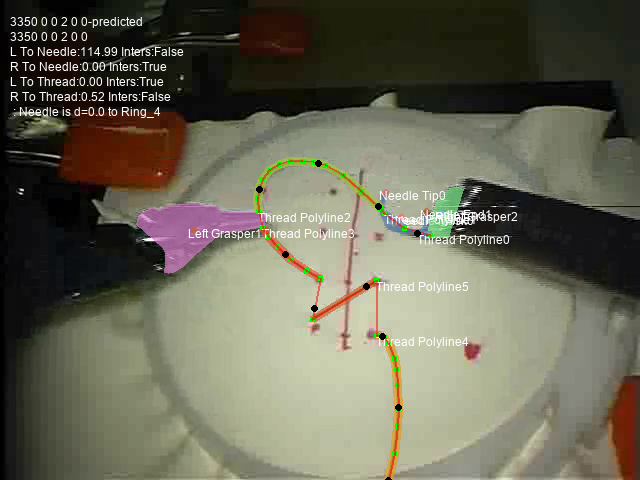 3350 0 0 2 0 0-predicted
3350 0 0 2 0 0
L To Needle:114.99 Inters:False
R To Needle:0.00 Inters:True
L To Thread:0.00 Inters:True
R To Thread:0.52 Inters:False
; Needle is d=0.0 to Ring_4
Needle Tip0
Thread Polyline2
Left Grasper1 Thread Polyline3
Thread Polyline0
Thread Polyline5
Thread Polyline4